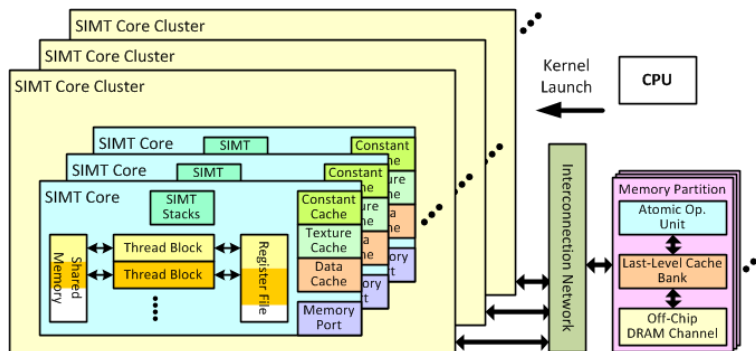 SIMT Core Cluster
SIMT Core Cluster
SIMT Core Cluster
Kernel
Launch
CPU
SIMT Core
SIMT
Constant
SIMT Core
SIMT
Constant
SIMT Core
SIMT
Stacks
Constant
Cache
Texture
Cache
Data
Cache
Memory
Port
Shared
Memory
Thread Block
Thread Block
Register File
Interconnection Network
Memory Partition
Atomic Op.
Unit
Last-Level Cache
Bank
Off-Chip
DRAM Channel